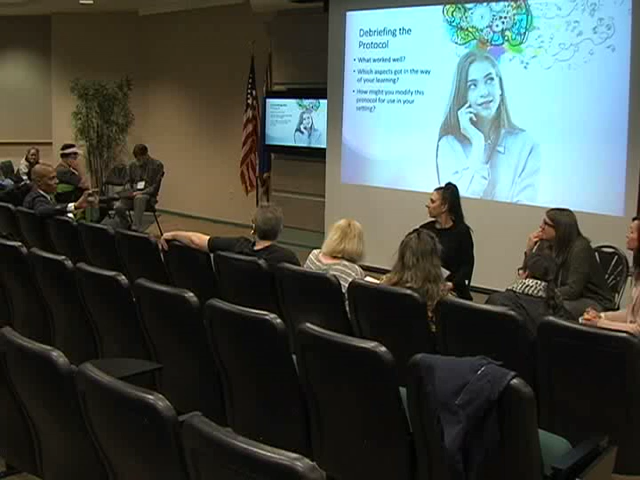 Debriefing the
Protocol
• What worked well?
• Which aspects got in the way
of your learning?
• How might you modify this
protocol for use in your
setting?